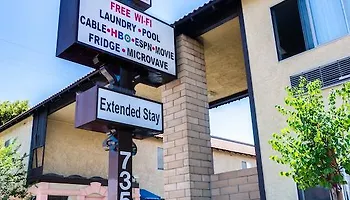 FREE WI-FI
LAUNDRY•POOL
CABLE•HBO•ESPN•MOVIE
FRIDGE•MICROWAVE
Extended Stay
735